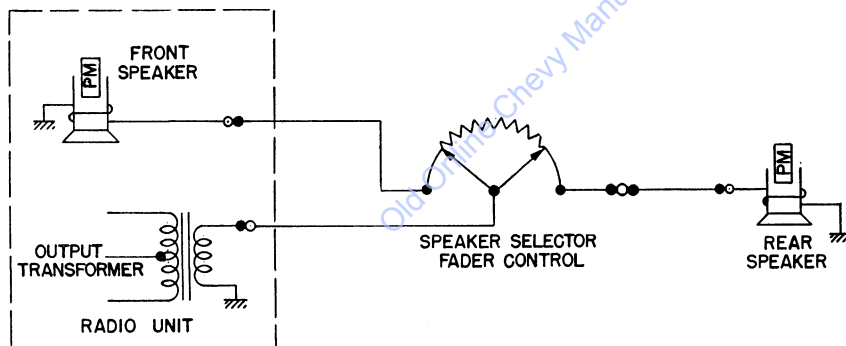 FRONT
SPEAKER
PM
Old Online Chevy Manu
PM
OUTPUT
TRANSFORMER
RADIO UNIT
SPEAKER SELECTOR
FADER CONTROL
REAR
SPEAKER